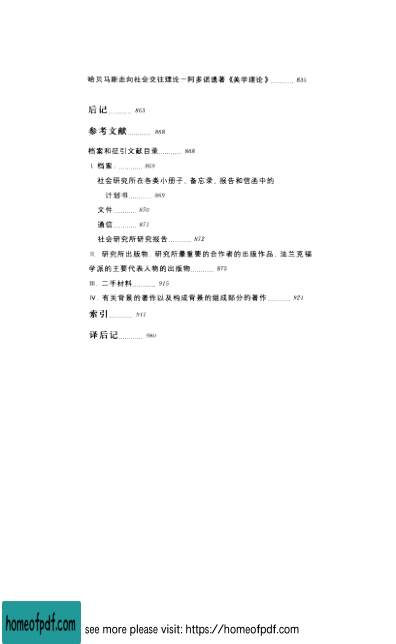 哈贝马斯走向社会交往理论—阿多诺遗著《美学理论》………… 835
后记………… 863
参考文献………… 868
档案和征引文献目录………… 868
Ⅰ. 档案:………… 869
社会研究所在各类小册子、备忘录、报告和信函中的
计划书………… 869
文件………… 870
通信………… 871
社会研究所研究报告………… 872
Ⅱ. 研究所出版物、研究所最重要的合作者的出版作品、法兰克福
学派的主要代表人物的出版物………… 875
Ⅲ. 二手材料………… 915
Ⅳ. 有关背景的著作以及构成背景的组成部分的著作………… 924
索引………… 941
译后记………… 980
homeofpdf.com
see more please visit: https://homeofpdf.com